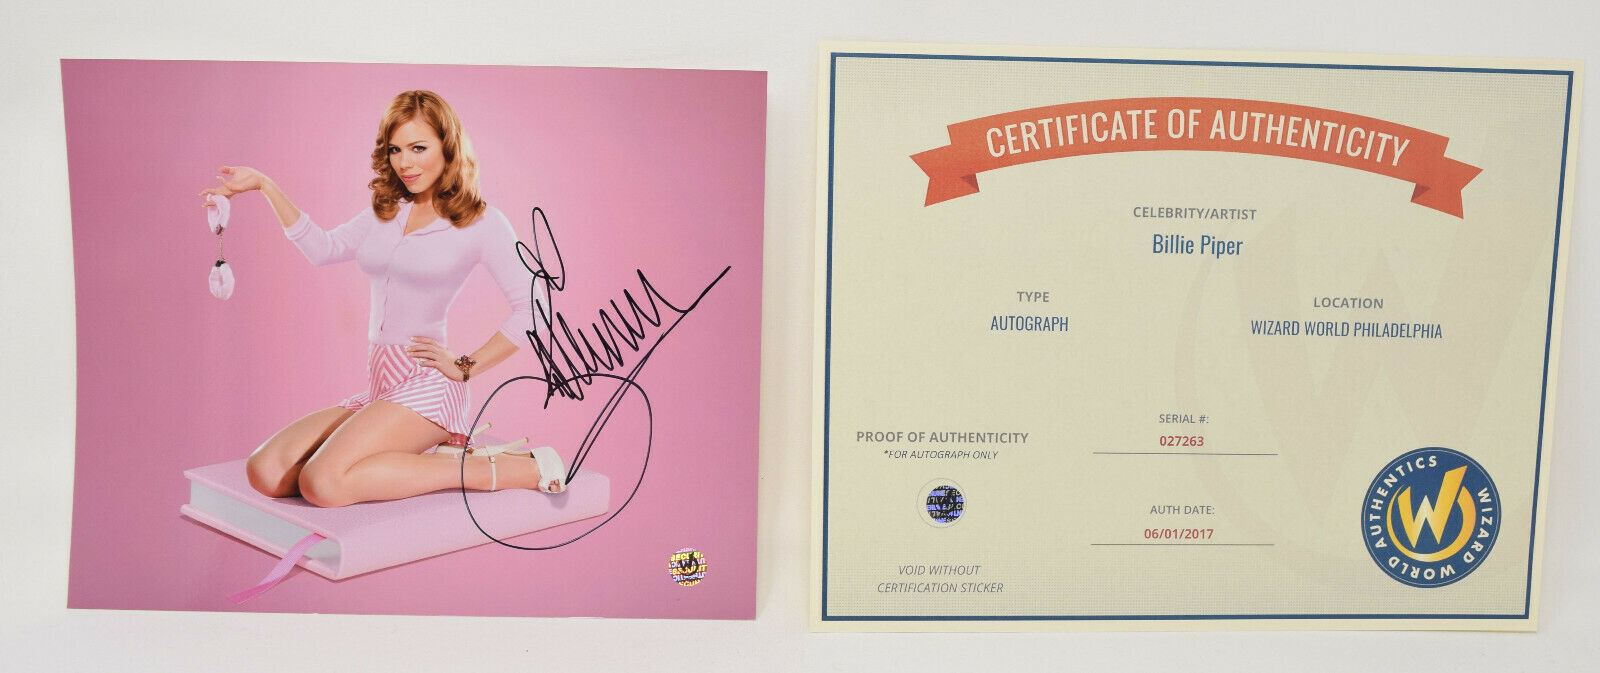 CERTIFICATE OF AUTHENTICITY
CELEBRITY/ARTIST
Billie Piper
TYPE
AUTOGRAPH
LOCATION
WIZARD WORLD PHILADELPHIA
SERIAL #:
027263
PROOF OF AUTHENTICITY
*FOR AUTOGRAPH ONLY
AUTH DATE:
06/01/2017
VOID WITHOUT
CERTIFICATION STICKER
W
WIZARD WORLD AUTHENTICS